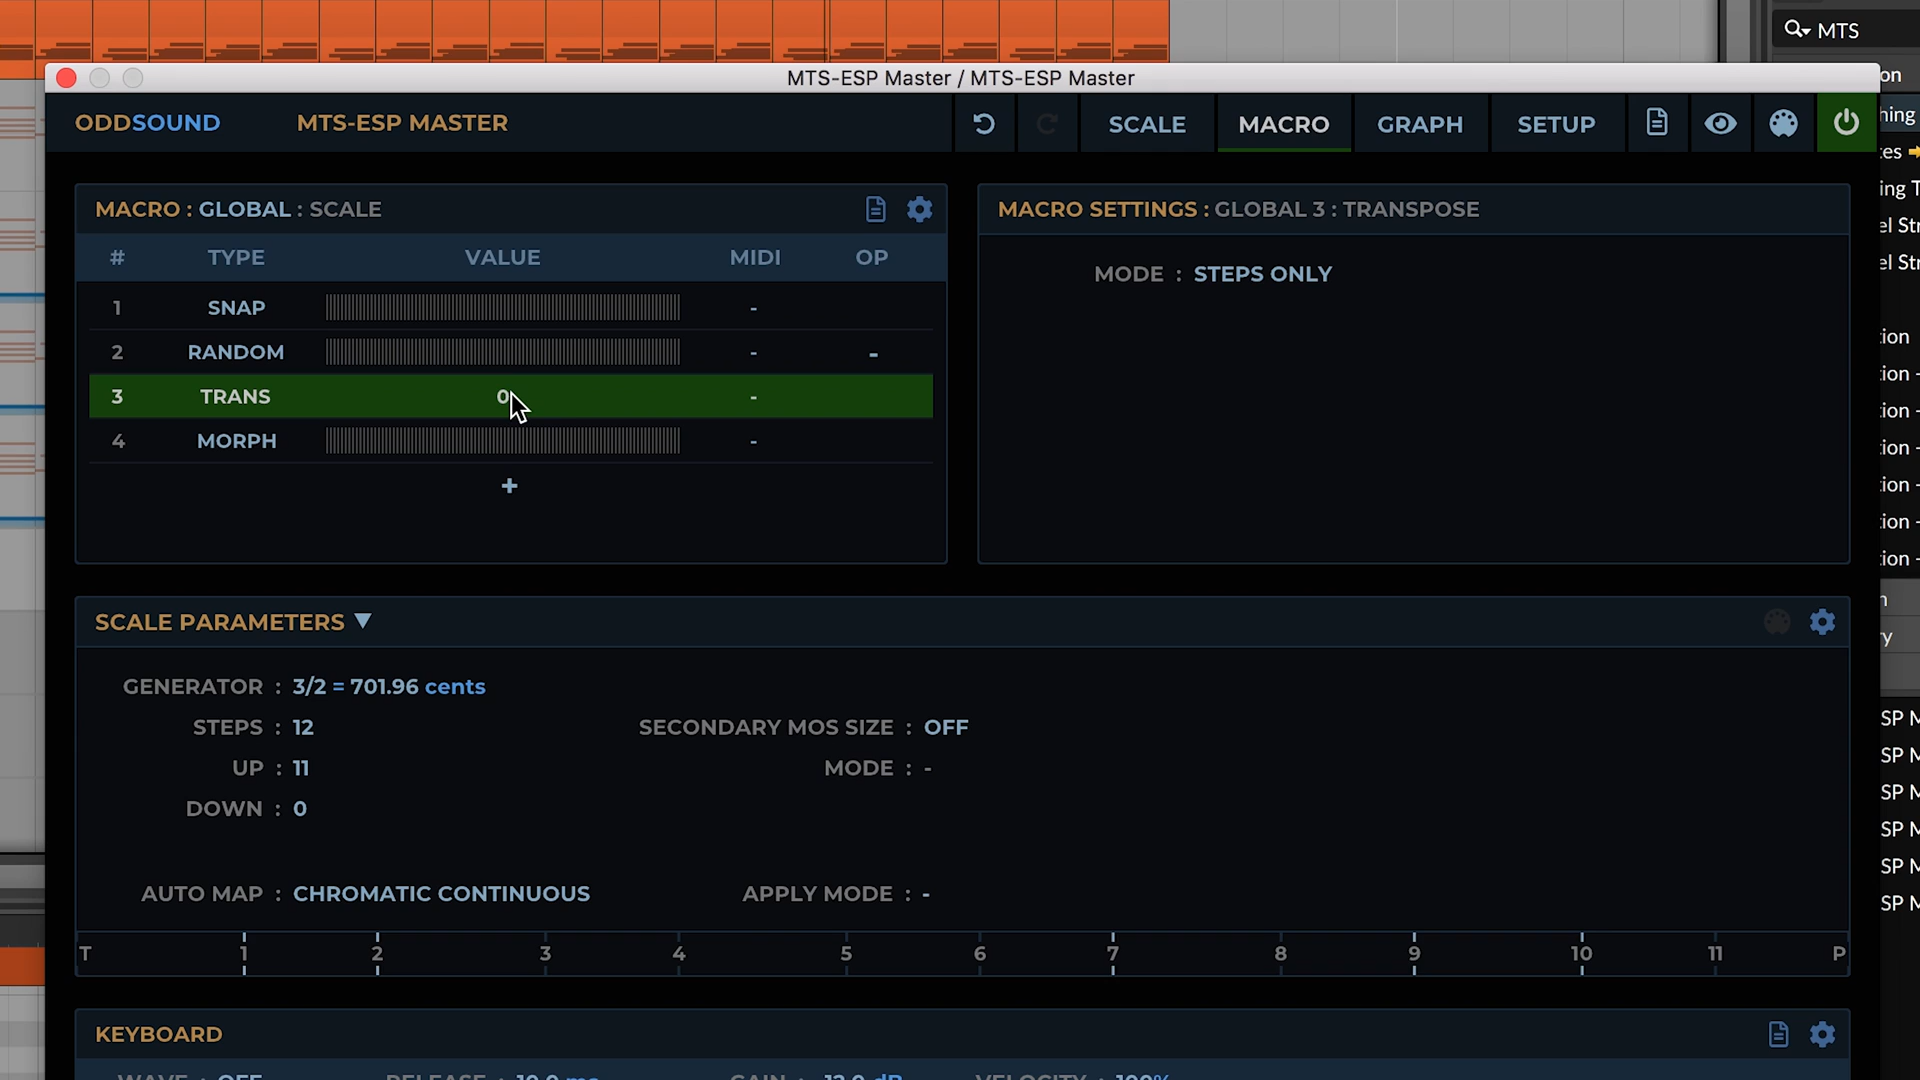 MTS
MTS-ESP Master / MTS-ESP Master
ODDSOUND MTS-ESP MASTER SCALE MACRO GRAPH SETUP
MACRO : GLOBAL : SCALE
# TYPE VALUE MIDI OP
1 SNAP -
2 RANDOM - -
3 TRANS 0 -
4 MORPH -
+
MACRO SETTINGS : GLOBAL 3 : TRANSPOSE
MODE : STEPS ONLY
SCALE PARAMETERS
GENERATOR : 3/2 = 701.96 cents
STEPS : 12 SECONDARY MOS SIZE : OFF
UP : 11 MODE : -
DOWN : 0
AUTO MAP : CHROMATIC CONTINUOUS APPLY MODE : -
T 1 2 3 4 5 6 7 8 9 10 11 P
KEYBOARD